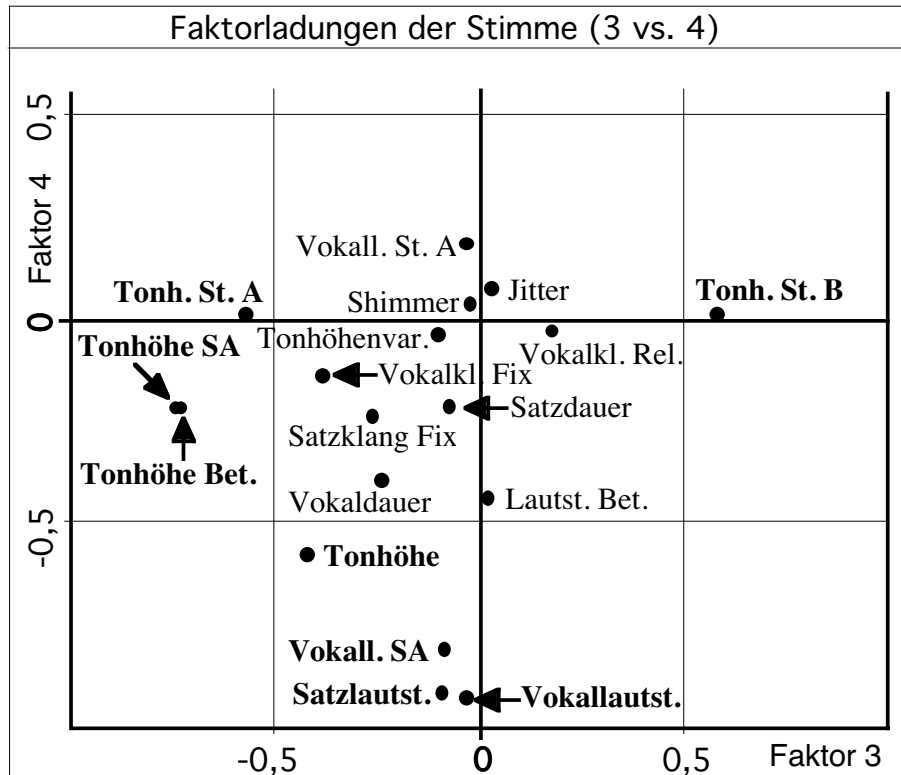 Faktorladungen der Stimme (3 vs. 4)
0,5
Faktor 4
Vokall. St. A
Tonh. St. A
Shimmer
Jitter
Tonh. St. B
0
Tonhöhe SA
Tonhöhenvar.
Vokalkl. Rel.
Vokalkl. Fix
Satzdauer
Satzklang Fix
Tonhöhe Bet.
Vokaldauer
Lautst. Bet.
-0,5
Tonhöhe
Vokall. SA
Satzlautst.
Vokallautst.
-0,5
0
0,5
Faktor 3